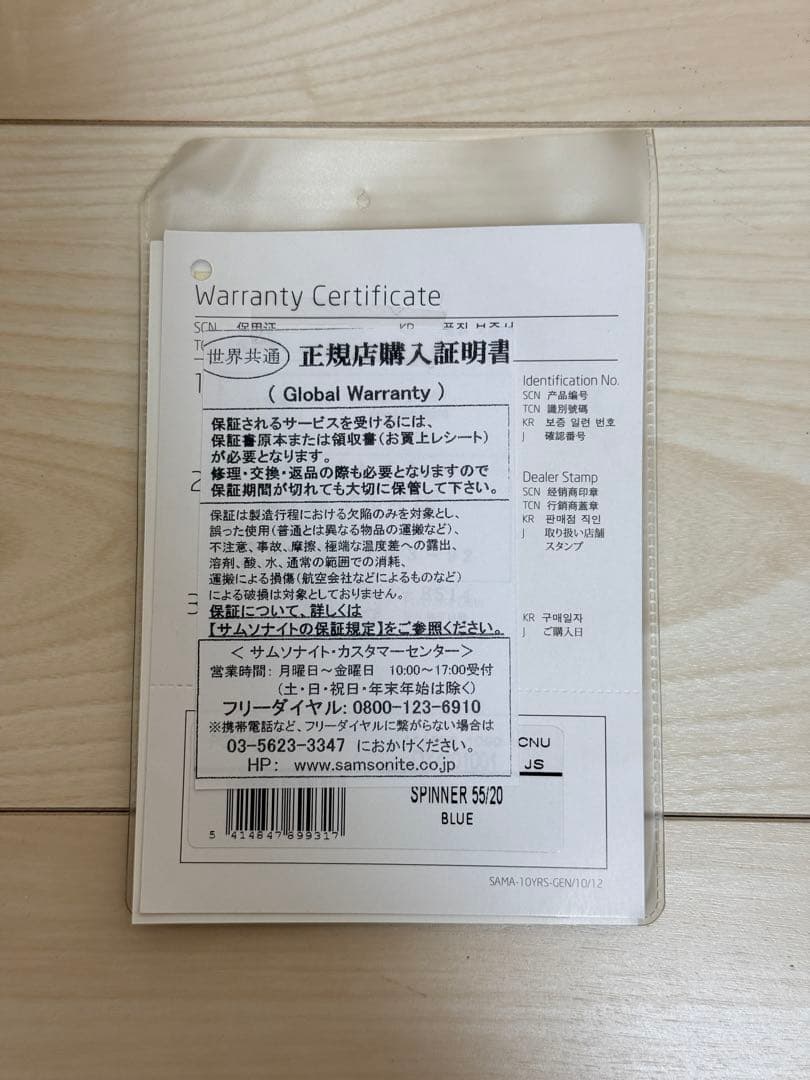 Warranty Certificate
SCN 保用证
KR 품질 보증서
世界共通 正規店購入証明書
( Global Warranty )
保証されるサービスを受けるには、
保証書原本または領収書(お買上レシート)
が必要となります。
修理・交換・返品の際も必要となりますので
保証期間が切れても大切に保管して下さい。
保証は製造行程における欠陥のみを対象とし、
誤った使用(普通とは異なる物品の運搬など)、
不注意、事故、摩擦、極端な温度差への露出、
溶剤、酸、水、通常の範囲での消耗、
運搬による損傷(航空会社などによるものなど)
による破損は対象としておりません。
保証について、詳しくは
【サムソナイトの保証規定】をご参照ください。
＜ サムソナイト・カスタマーセンター＞
営業時間: 月曜日～金曜日 10:00～17:00受付
(土・日・祝日・年末年始は除く)
フリーダイヤル: 0800-123-6910
※携帯電話など、フリーダイヤルに繋がらない場合は
03-5623-3347 におかけください。
HP: www.samsonite.co.jp
Identification No.
SCN 产品编号
TCN 識別號碼
KR 보증 일련 번호
J 確認番号
Dealer Stamp
SCN 经销商印章
TCN 行銷商蓋章
KR 판매점 직인
J 取り扱い店舗
スタンプ
KR 구매일자
J ご購入日
CNU
JS
SPINNER 55/20
BLUE
5 414847 899317
SAMA-10YRS-GEN/10/12